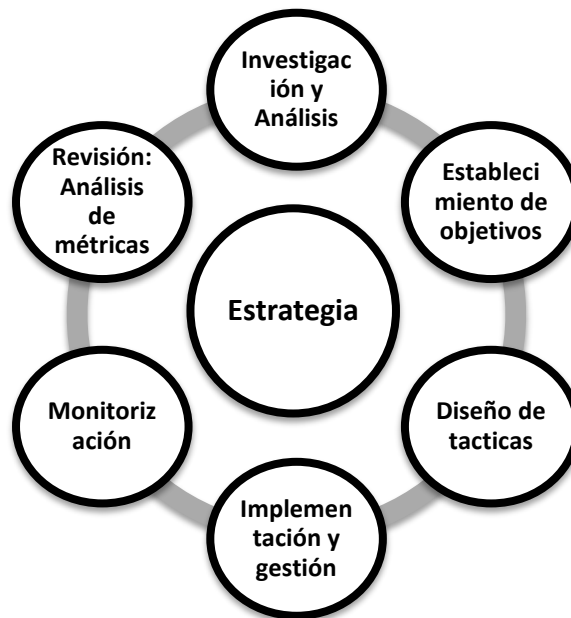 Investigac
ión y
Análisis
Estableci
miento de
objetivos
Diseño de
tacticas
Implemen
tación y
gestión
Monitoriz
ación
Revisión:
Análisis
de
métricas
Estrategia